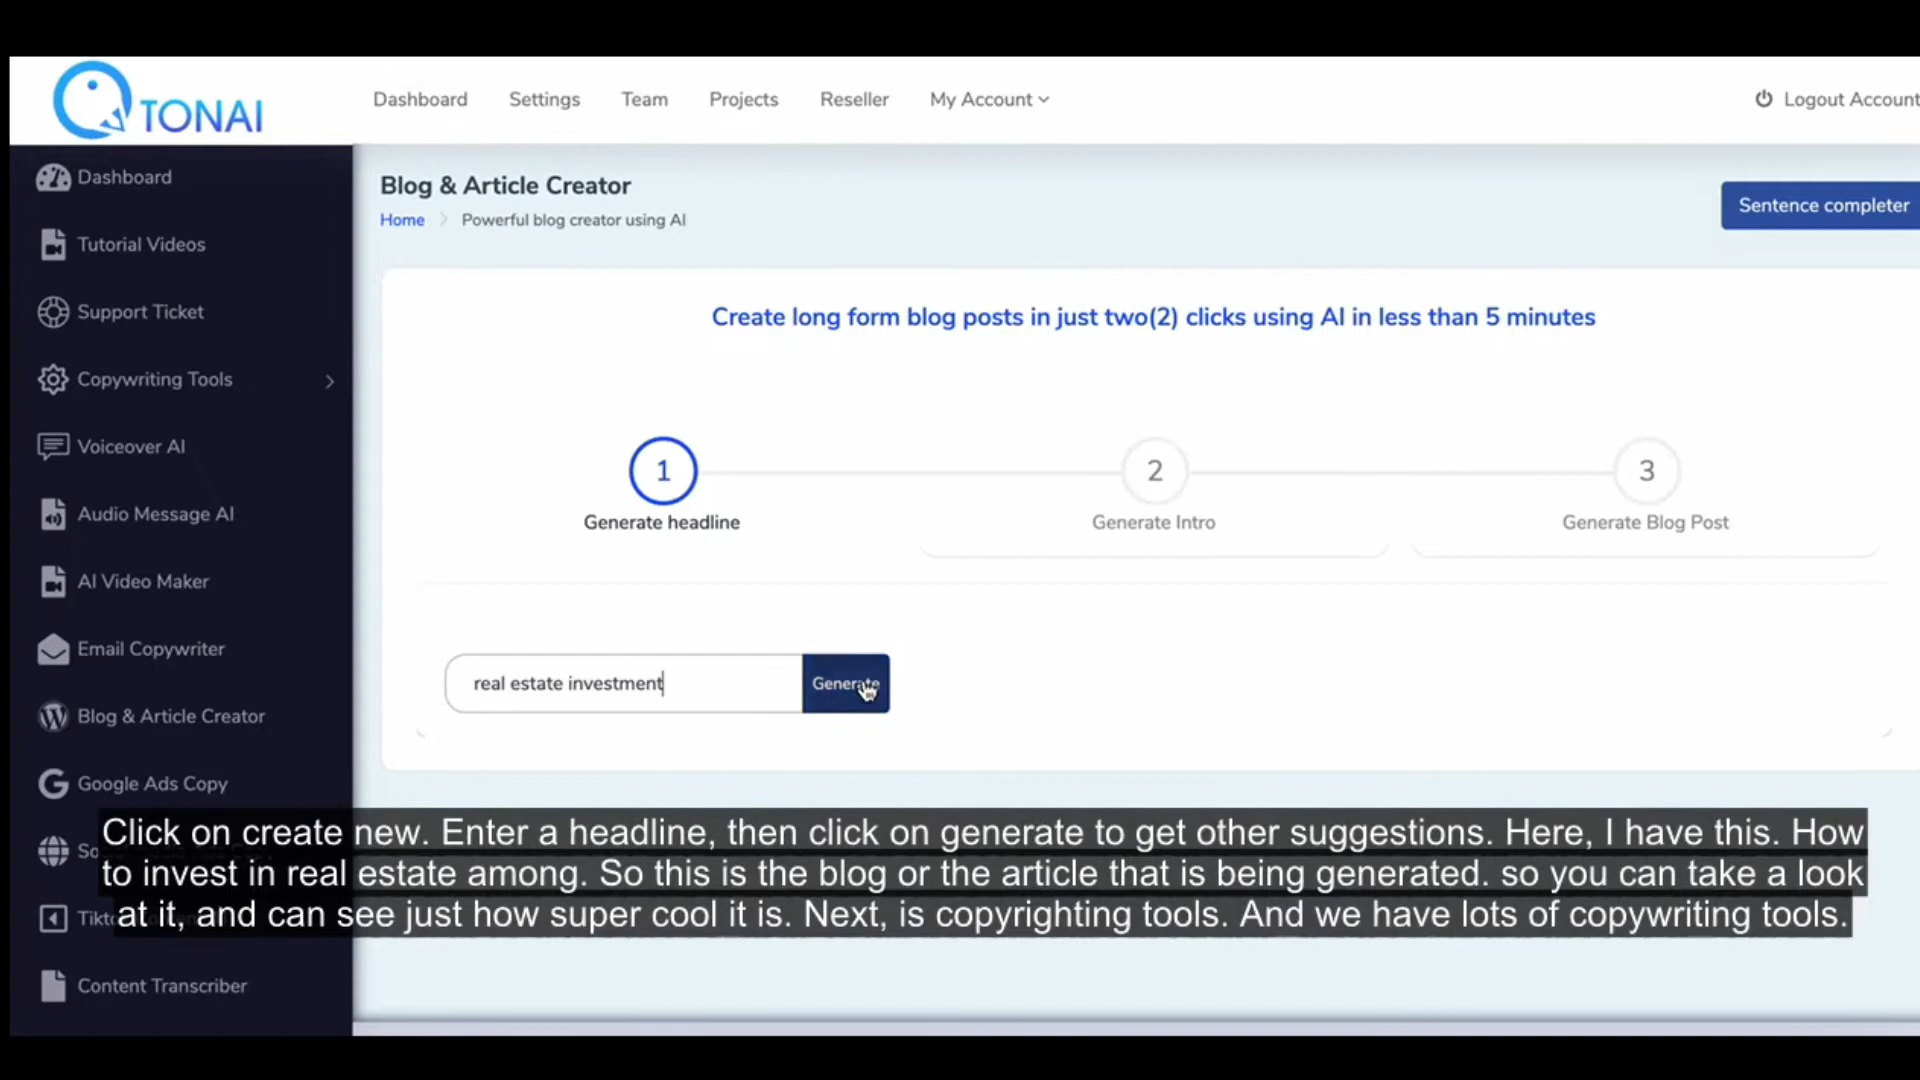 TONAI
Dashboard
Settings
Team
Projects
Reseller
My Account
Logout Account
Dashboard
Tutorial Videos
Support Ticket
Copywriting Tools
Voiceover AI
Audio Message AI
AI Video Maker
Email Copywriter
Blog & Article Creator
Google Ads Copy
Content Transcriber
Blog & Article Creator
Home
Powerful blog creator using AI
Sentence completer
Create long form blog posts in just two(2) clicks using AI in less than 5 minutes
1
Generate headline
2
Generate Intro
3
Generate Blog Post
real estate investment
Generate
Click on create new. Enter a headline, then click on generate to get other suggestions. Here, I have this. How
to invest in real estate among. So this is the blog or the article that is being generated. so you can take a look
at it, and can see just how super cool it is. Next, is copyrighting tools. And we have lots of copywriting tools.